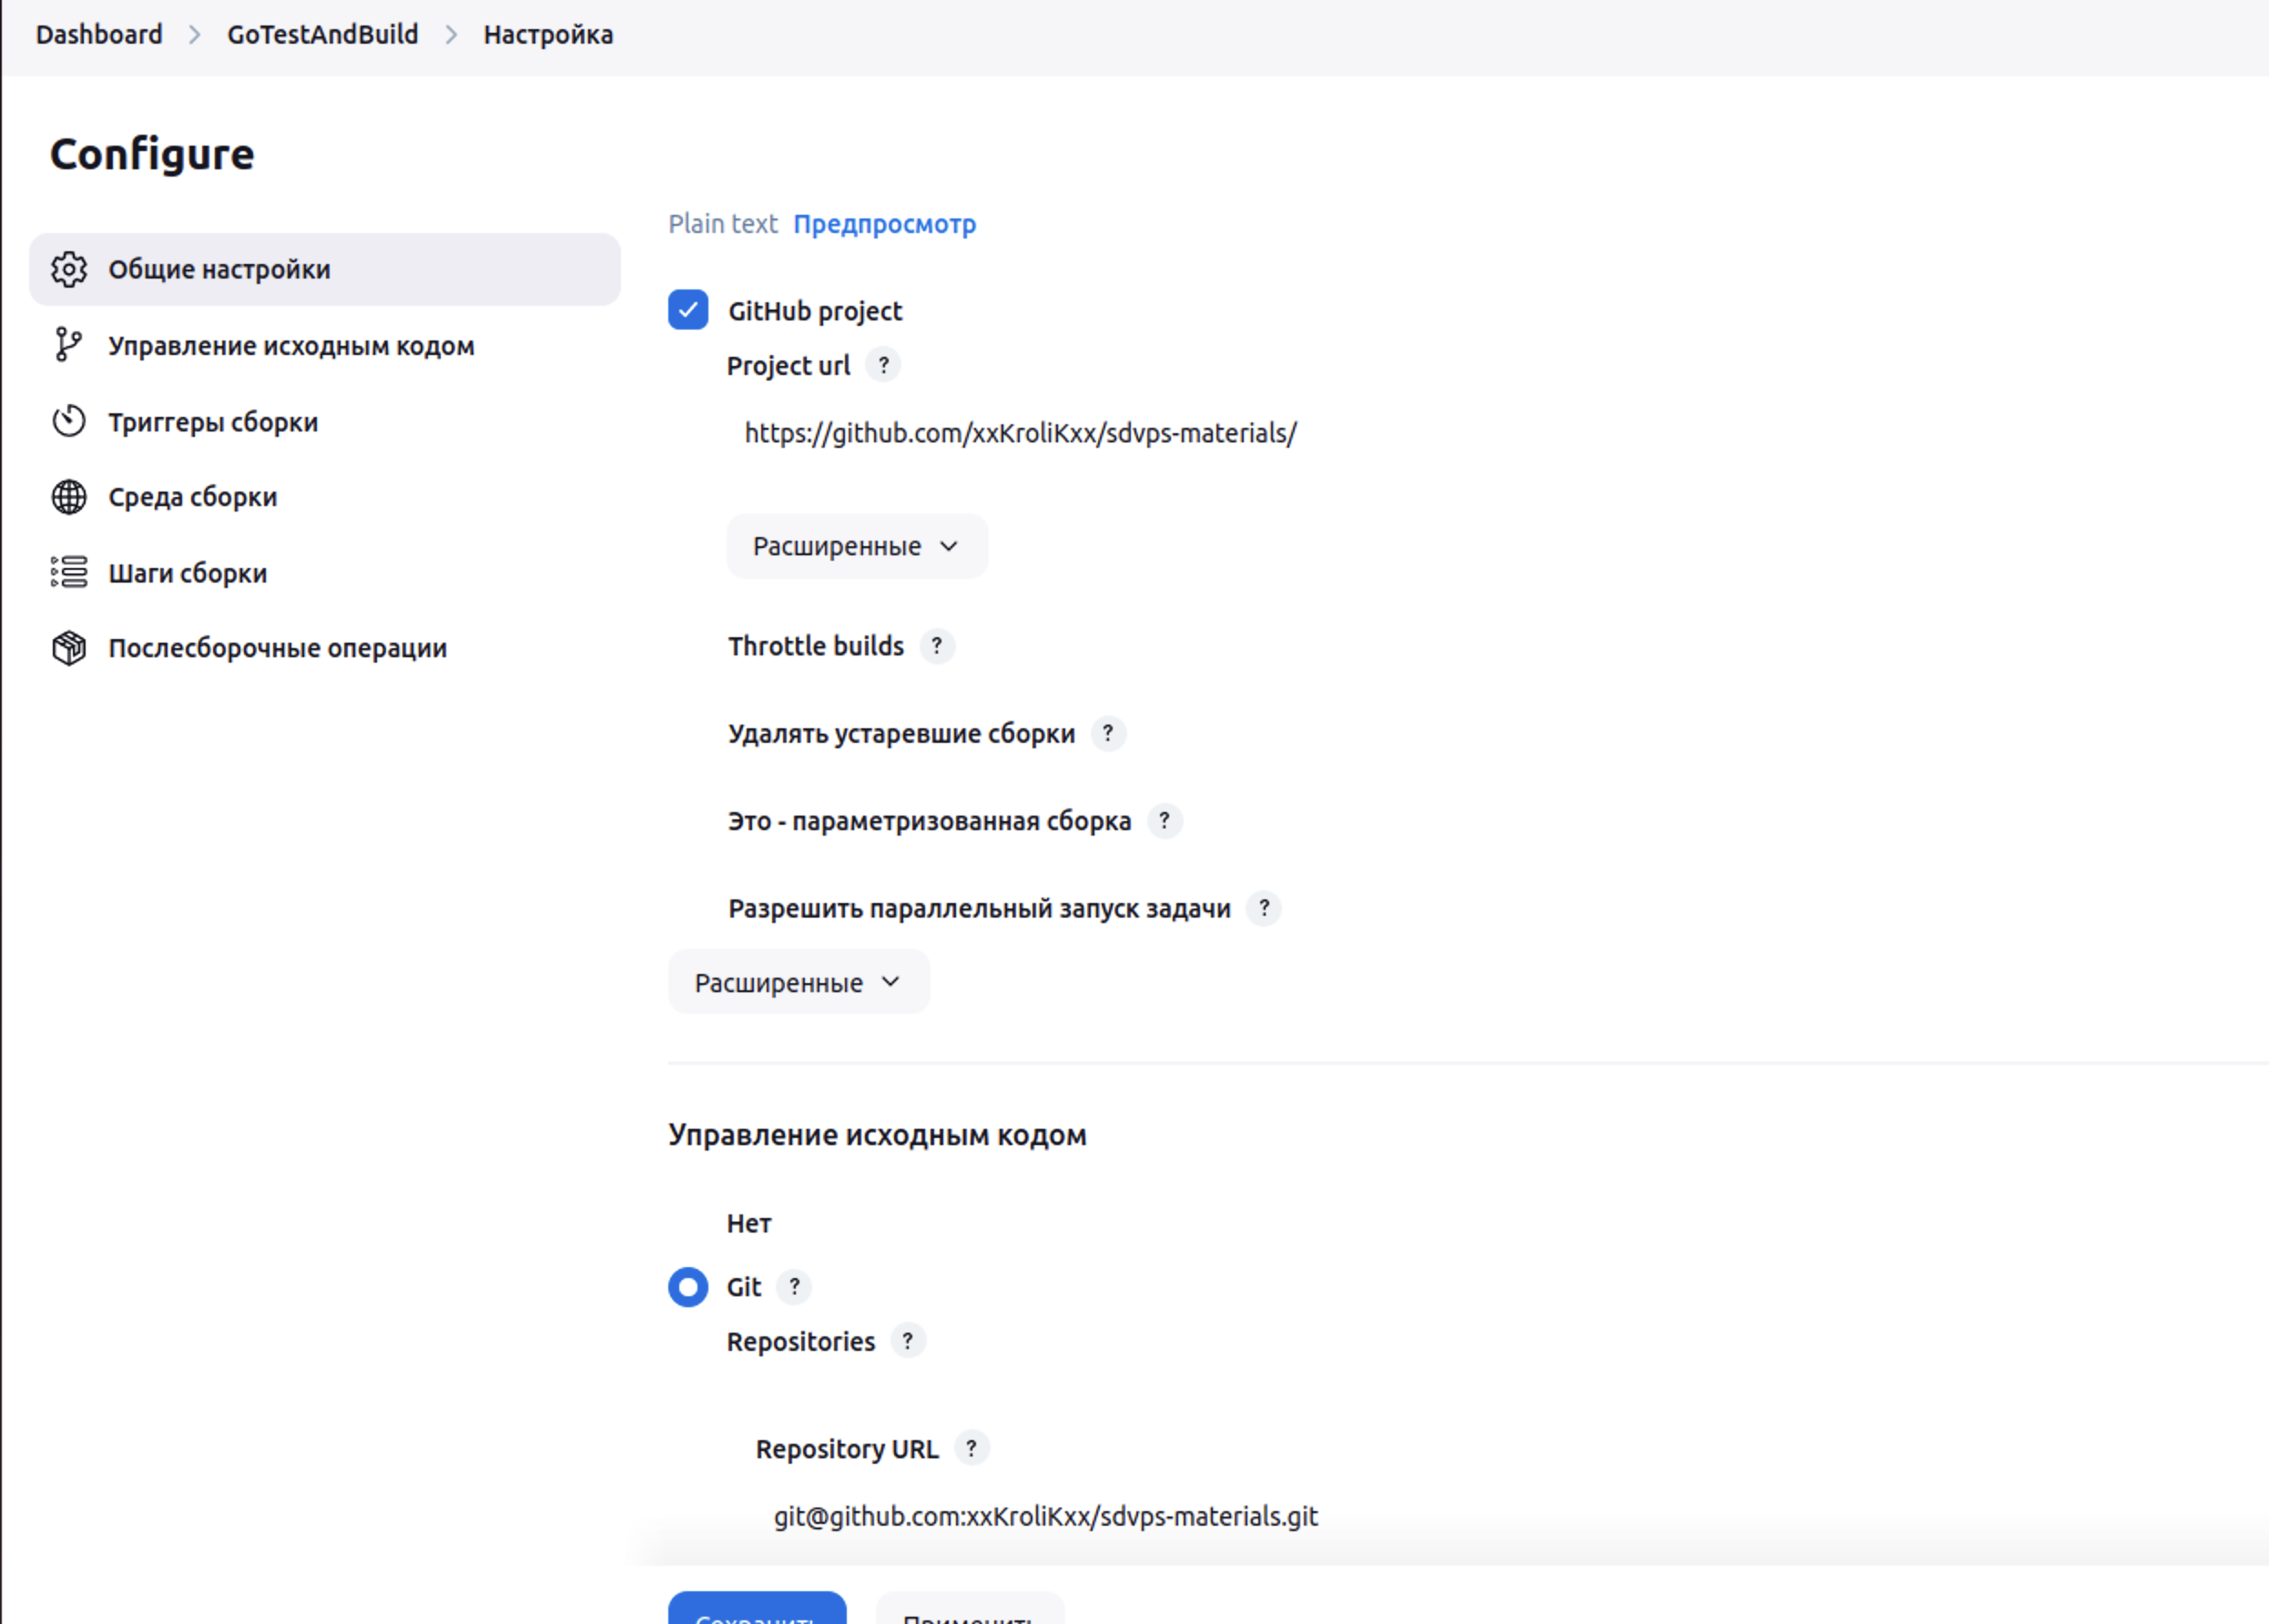 Dashboard > GoTestAndBuild > Настройка
Configure
Общие настройки
Управление исходным кодом
Триггеры сборки
Среда сборки
Шаги сборки
Послесборочные операции
Plain text Предпросмотр
GitHub project
Project url ?
https://github.com/xxKroliKxx/sdvps-materials/
Расширенные
Throttle builds ?
Удалять устаревшие сборки ?
Это - параметризованная сборка ?
Разрешить параллельный запуск задачи ?
Расширенные
Управление исходным кодом
Нет
Git ?
Repositories ?
Repository URL ?
git@github.com:xxKroliKxx/sdvps-materials.git
Сохранить Применить